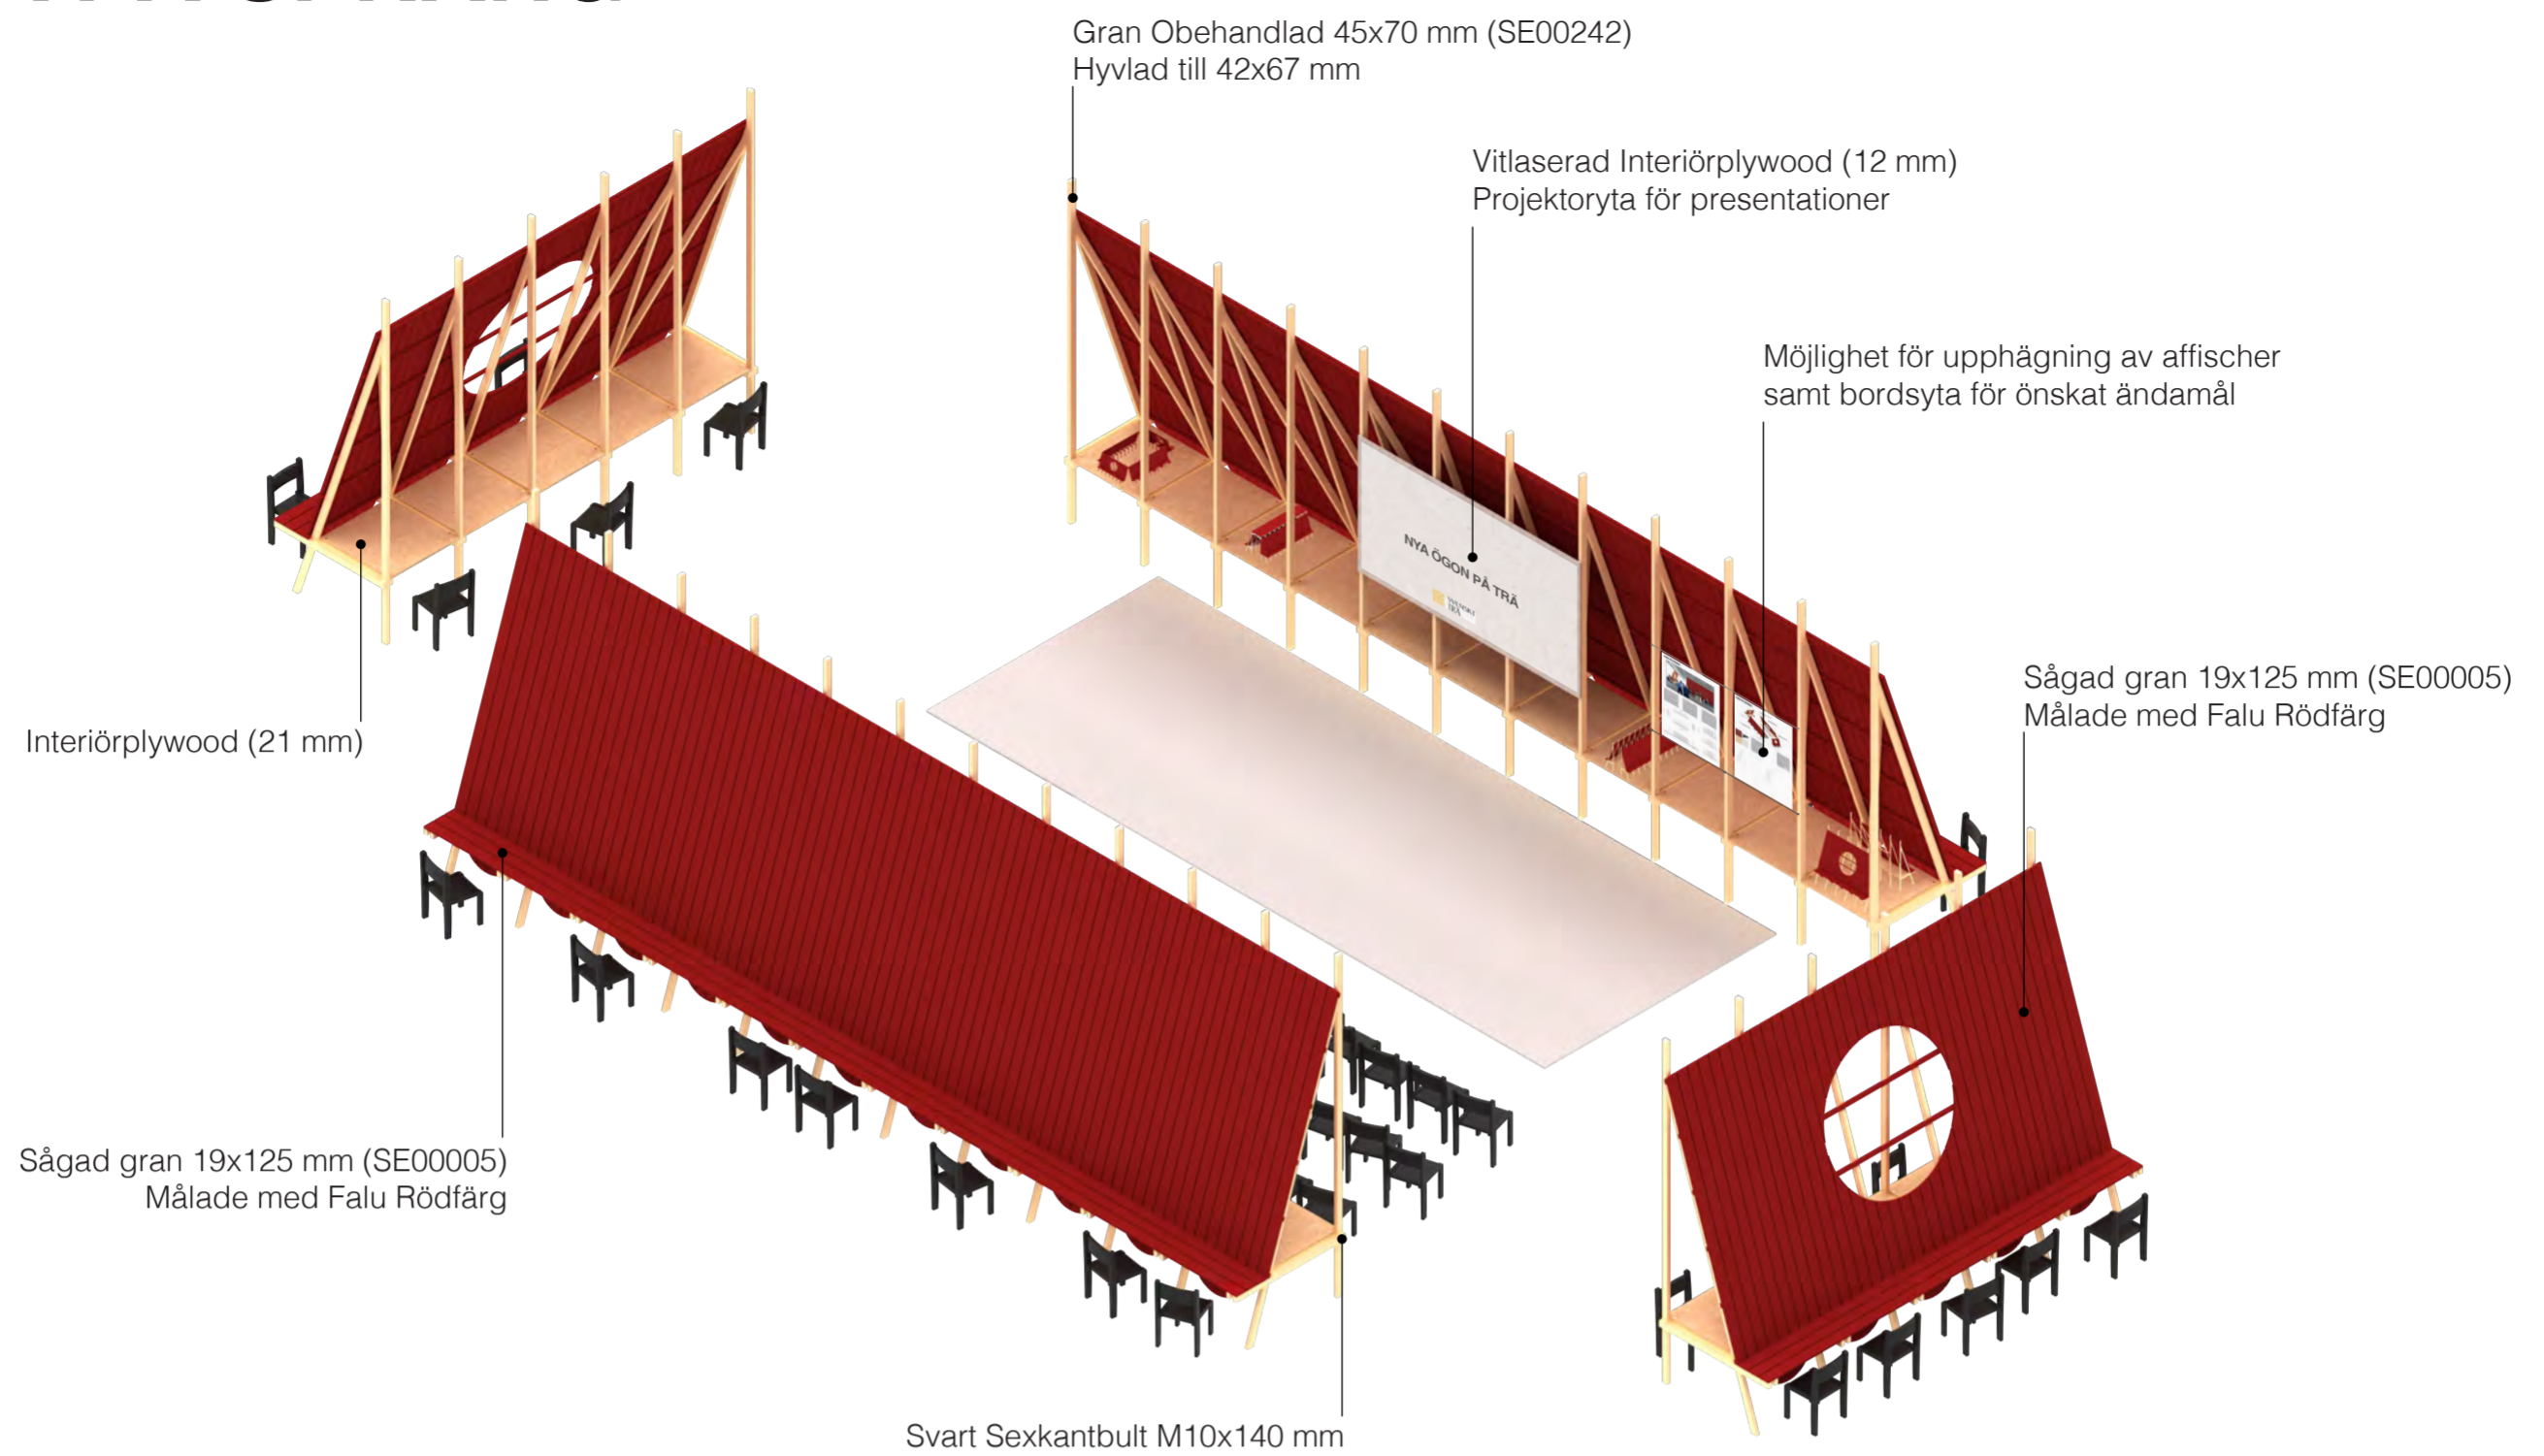 Gran Obehandlad 45x70 mm (SE00242)
Hyvlad till 42x67 mm
Vitlaserad Interiörplywood (12 mm)
Projektoryta för presentationer
Möjlighet för upphägning av affischer
samt bordsyta för önskat ändamål
NYA ÖGON PÅ TRÄ
SVENSKT
TRÄ
Sågad gran 19x125 mm (SE00005)
Målade med Falu Rödfärg
Interiörplywood (21 mm)
Sågad gran 19x125 mm (SE00005)
Målade med Falu Rödfärg
Svart Sexkantbult M10x140 mm